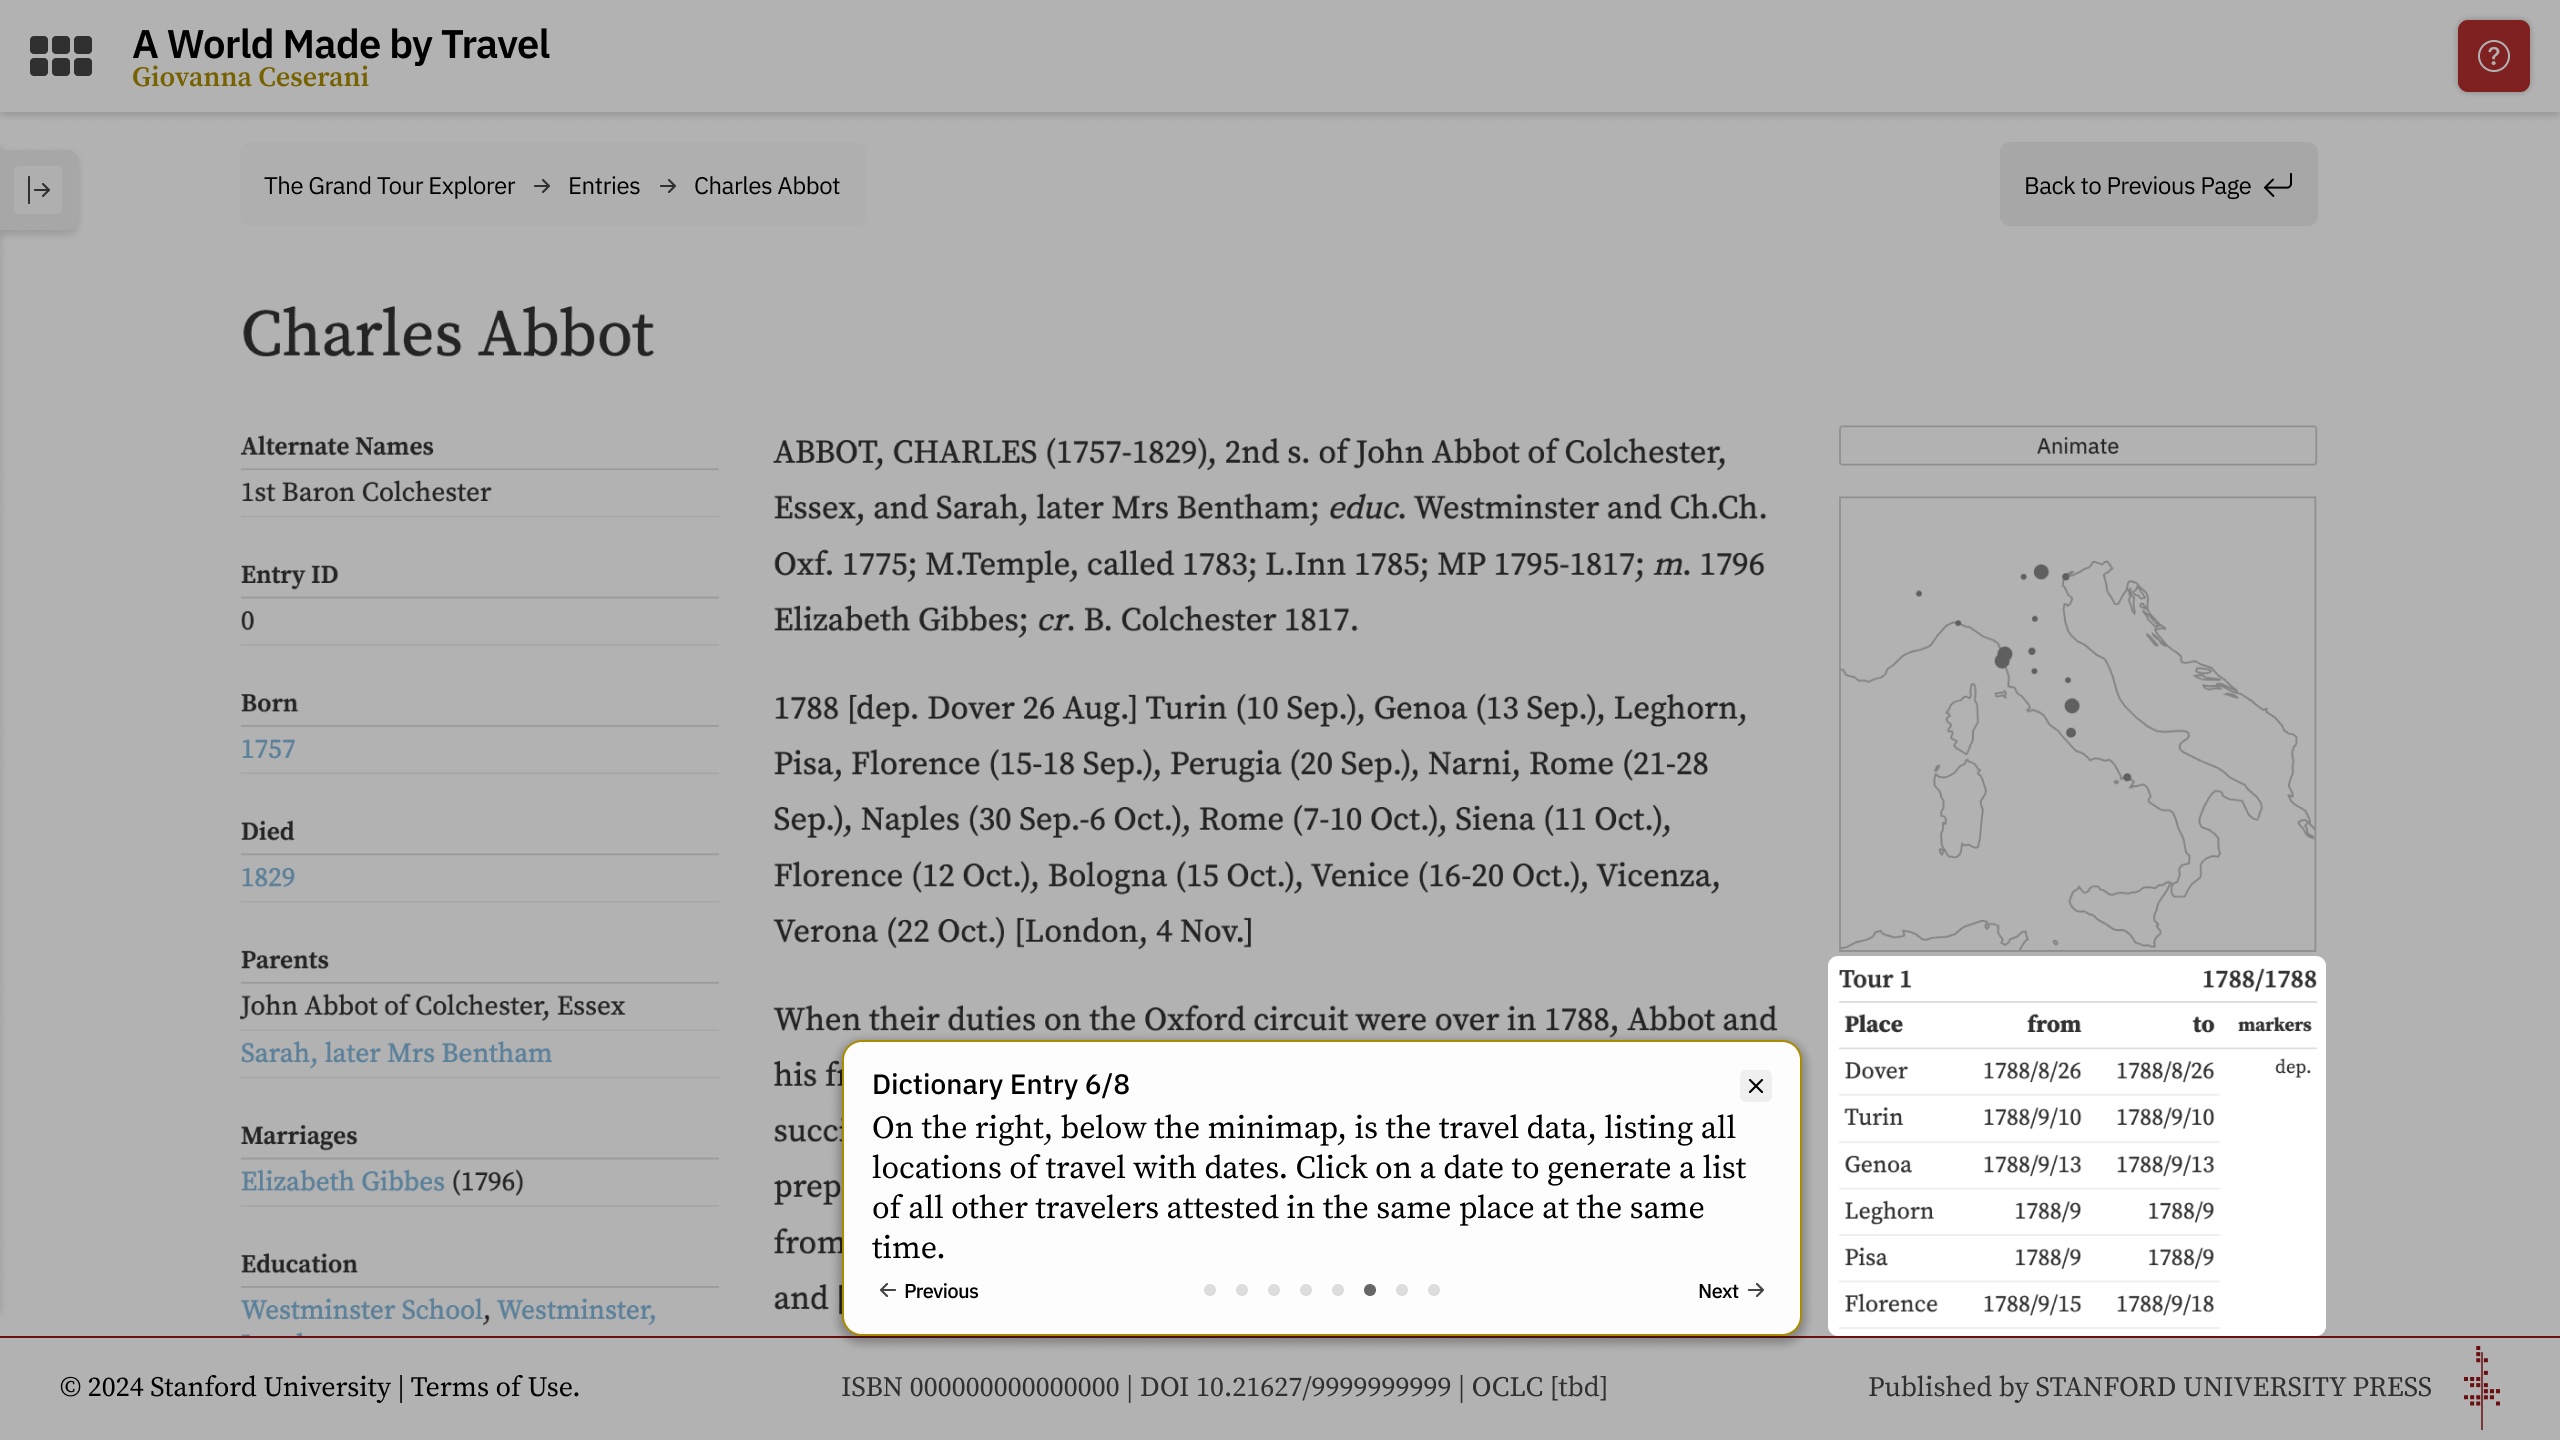 A World Made by Travel
Giovanna Ceserani
The Grand Tour Explorer → Entries → Charles Abbot
Back to Previous Page
Charles Abbot
Alternate Names
1st Baron Colchester
Entry ID
0
Born
1757
Died
1829
Parents
John Abbot of Colchester, Essex
Sarah, later Mrs Bentham
Marriages
Elizabeth Gibbes (1796)
Education
Westminster School, Westminster,
ABBOT, CHARLES (1757-1829), 2nd s. of John Abbot of Colchester,
Essex, and Sarah, later Mrs Bentham; educ. Westminster and Ch.Ch.
Oxf. 1775; M.Temple, called 1783; L.Inn 1785; MP 1795-1817; m. 1796
Elizabeth Gibbes; cr. B. Colchester 1817.
1788 [dep. Dover 26 Aug.] Turin (10 Sep.), Genoa (13 Sep.), Leghorn,
Pisa, Florence (15-18 Sep.), Perugia (20 Sep.), Narni, Rome (21-28
Sep.), Naples (30 Sep.-6 Oct.), Rome (7-10 Oct.), Siena (11 Oct.),
Florence (12 Oct.), Bologna (15 Oct.), Venice (16-20 Oct.), Vicenza,
Verona (22 Oct.) [London, 4 Nov.]
When their duties on the Oxford circuit were over in 1788, Abbot and
his
succ
prep
from
and [
Dictionary Entry 6/8
On the right, below the minimap, is the travel data, listing all
locations of travel with dates. Click on a date to generate a list
of all other travelers attested in the same place at the same
time.
← Previous
Next →
Animate
Tour 1 1788/1788
Place from to markers
Dover 1788/8/26 1788/8/26 dep.
Turin 1788/9/10 1788/9/10
Genoa 1788/9/13 1788/9/13
Leghorn 1788/9 1788/9
Pisa 1788/9 1788/9
Florence 1788/9/15 1788/9/18
© 2024 Stanford University | Terms of Use.
ISBN 000000000000000 | DOI 10.21627/9999999999 | OCLC [tbd]
Published by STANFORD UNIVERSITY PRESS